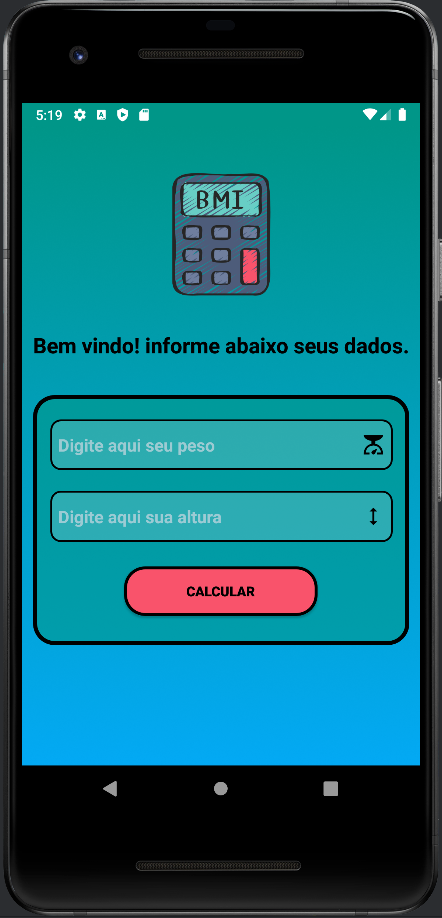 5:19
BMI
Bem vindo! informe abaixo seus dados.
Digite aqui seu peso
Digite aqui sua altura
CALCULAR